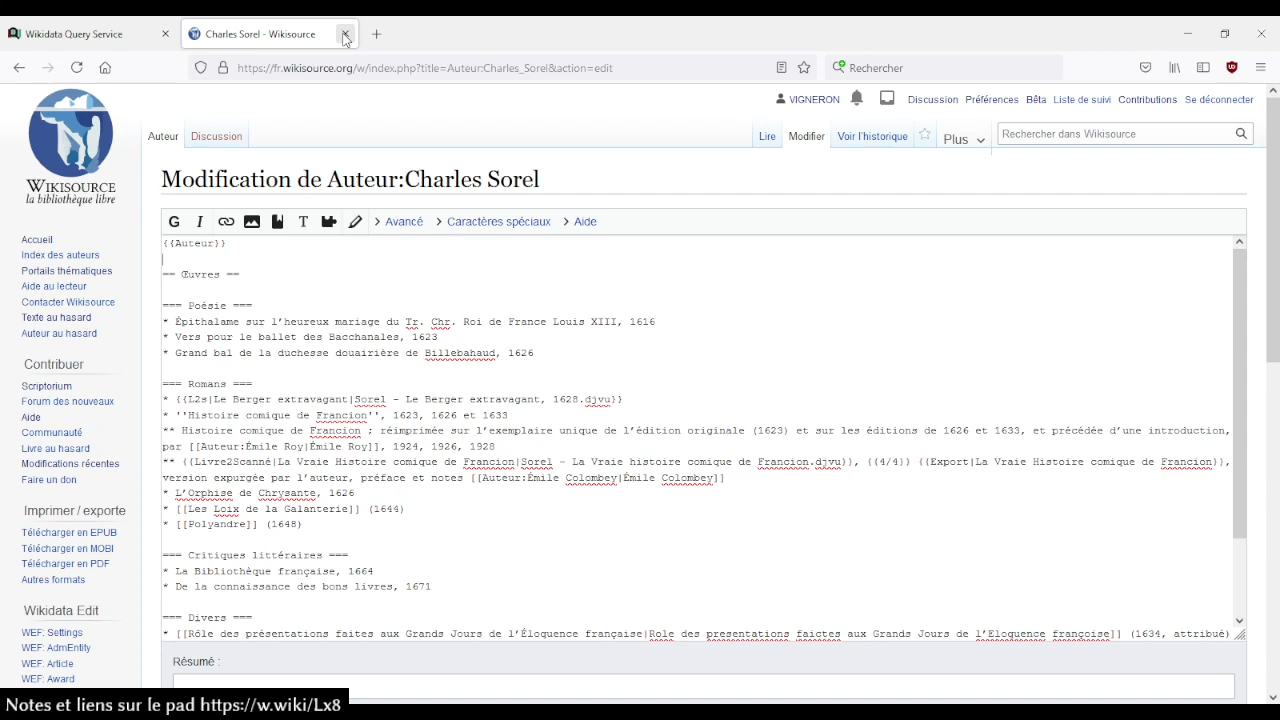 Wikidata Query Service
Charles Sorel - Wikisource
https://fr.wikisource.org/w/index.php?title=Auteur:Charles_Sorel&action=edit
Rechercher
VIGNERON
Discussion Préférences Bêta Liste de suivi Contributions Se déconnecter
Auteur Discussion
Lire Modifier Voir l'historique Plus
Rechercher dans Wikisource
WIKISOURCE
la bibliothèque libre
Accueil
Index des auteurs
Portails thématiques
Aide au lecteur
Contacter Wikisource
Texte au hasard
Auteur au hasard
Contribuer
Scriptorium
Forum des nouveaux
Aide
Communauté
Livre au hasard
Modifications récentes
Faire un don
Imprimer / exporter
Télécharger en EPUB
Télécharger en MOBI
Télécharger en PDF
Autres formats
Wikidata Edit
WEF: Settings
WEF: AdmEntity
WEF: Article
WEF: Award
Modification de Auteur:Charles Sorel
G I T Avancé Caractères spéciaux Aide
{{Auteur}}
== Œuvres ==
=== Poésie ===
* Épithalame sur l'heureux mariage du Tr. Chr. Roi de France Louis XIII, 1616
* Vers pour le ballet des Bacchanales, 1623
* Grand bal de la duchesse douairière de Billebahaud, 1626
=== Romans ===
* {{L2s|Le Berger extravagant|Sorel - Le Berger extravagant, 1628.djvu}}
* ''Histoire comique de Francion'', 1623, 1626 et 1633
** Histoire comique de Francion ; réimprimée sur l'exemplaire unique de l'édition originale (1623) et sur les éditions de 1626 et 1633, et précédée d'une introduction,
par [[Auteur:Émile Roy|Émile Roy]], 1924, 1926, 1928
** {{Livre2Scanné|La Vraie Histoire comique de Francion|Sorel - La Vraie histoire comique de Francion.djvu}}, {{4/4}} {{Export|La Vraie Histoire comique de Francion}},
version expurgée par l'auteur, préface et notes [[Auteur:Émile Colombey|Émile Colombey]]
* L'Orphise de Chrysante, 1626
* [[Les Loix de la Galanterie]] (1644)
* [[Polyandre]] (1648)
=== Critiques littéraires ===
* La Bibliothèque française, 1664
* De la connaissance des bons livres, 1671
=== Divers ===
* [[Rôle des présentations faites aux Grands Jours de l'Éloquence française|Role des presentations faictes aux Grands Jours de l'Eloquence françoise]] (1634, attribué)
Résumé :
Notes et liens sur le pad https://w.wiki/Lx8